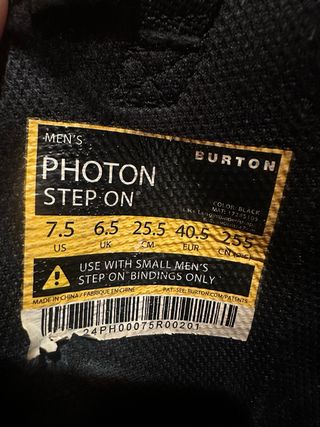 MEN'S
BURTON
PHOTON
STEP ON
COLOR: BLACK
7.5 6.5 25.5 40.5 255
US UK CM EUR CN
USE WITH SMALL MEN'S
STEP ON® BINDINGS ONLY
MADE IN CHINA / FABRIQUÉ EN CHINE
PAT.-SEE: BURTON.COM/PATENTS
24PH00075R00201